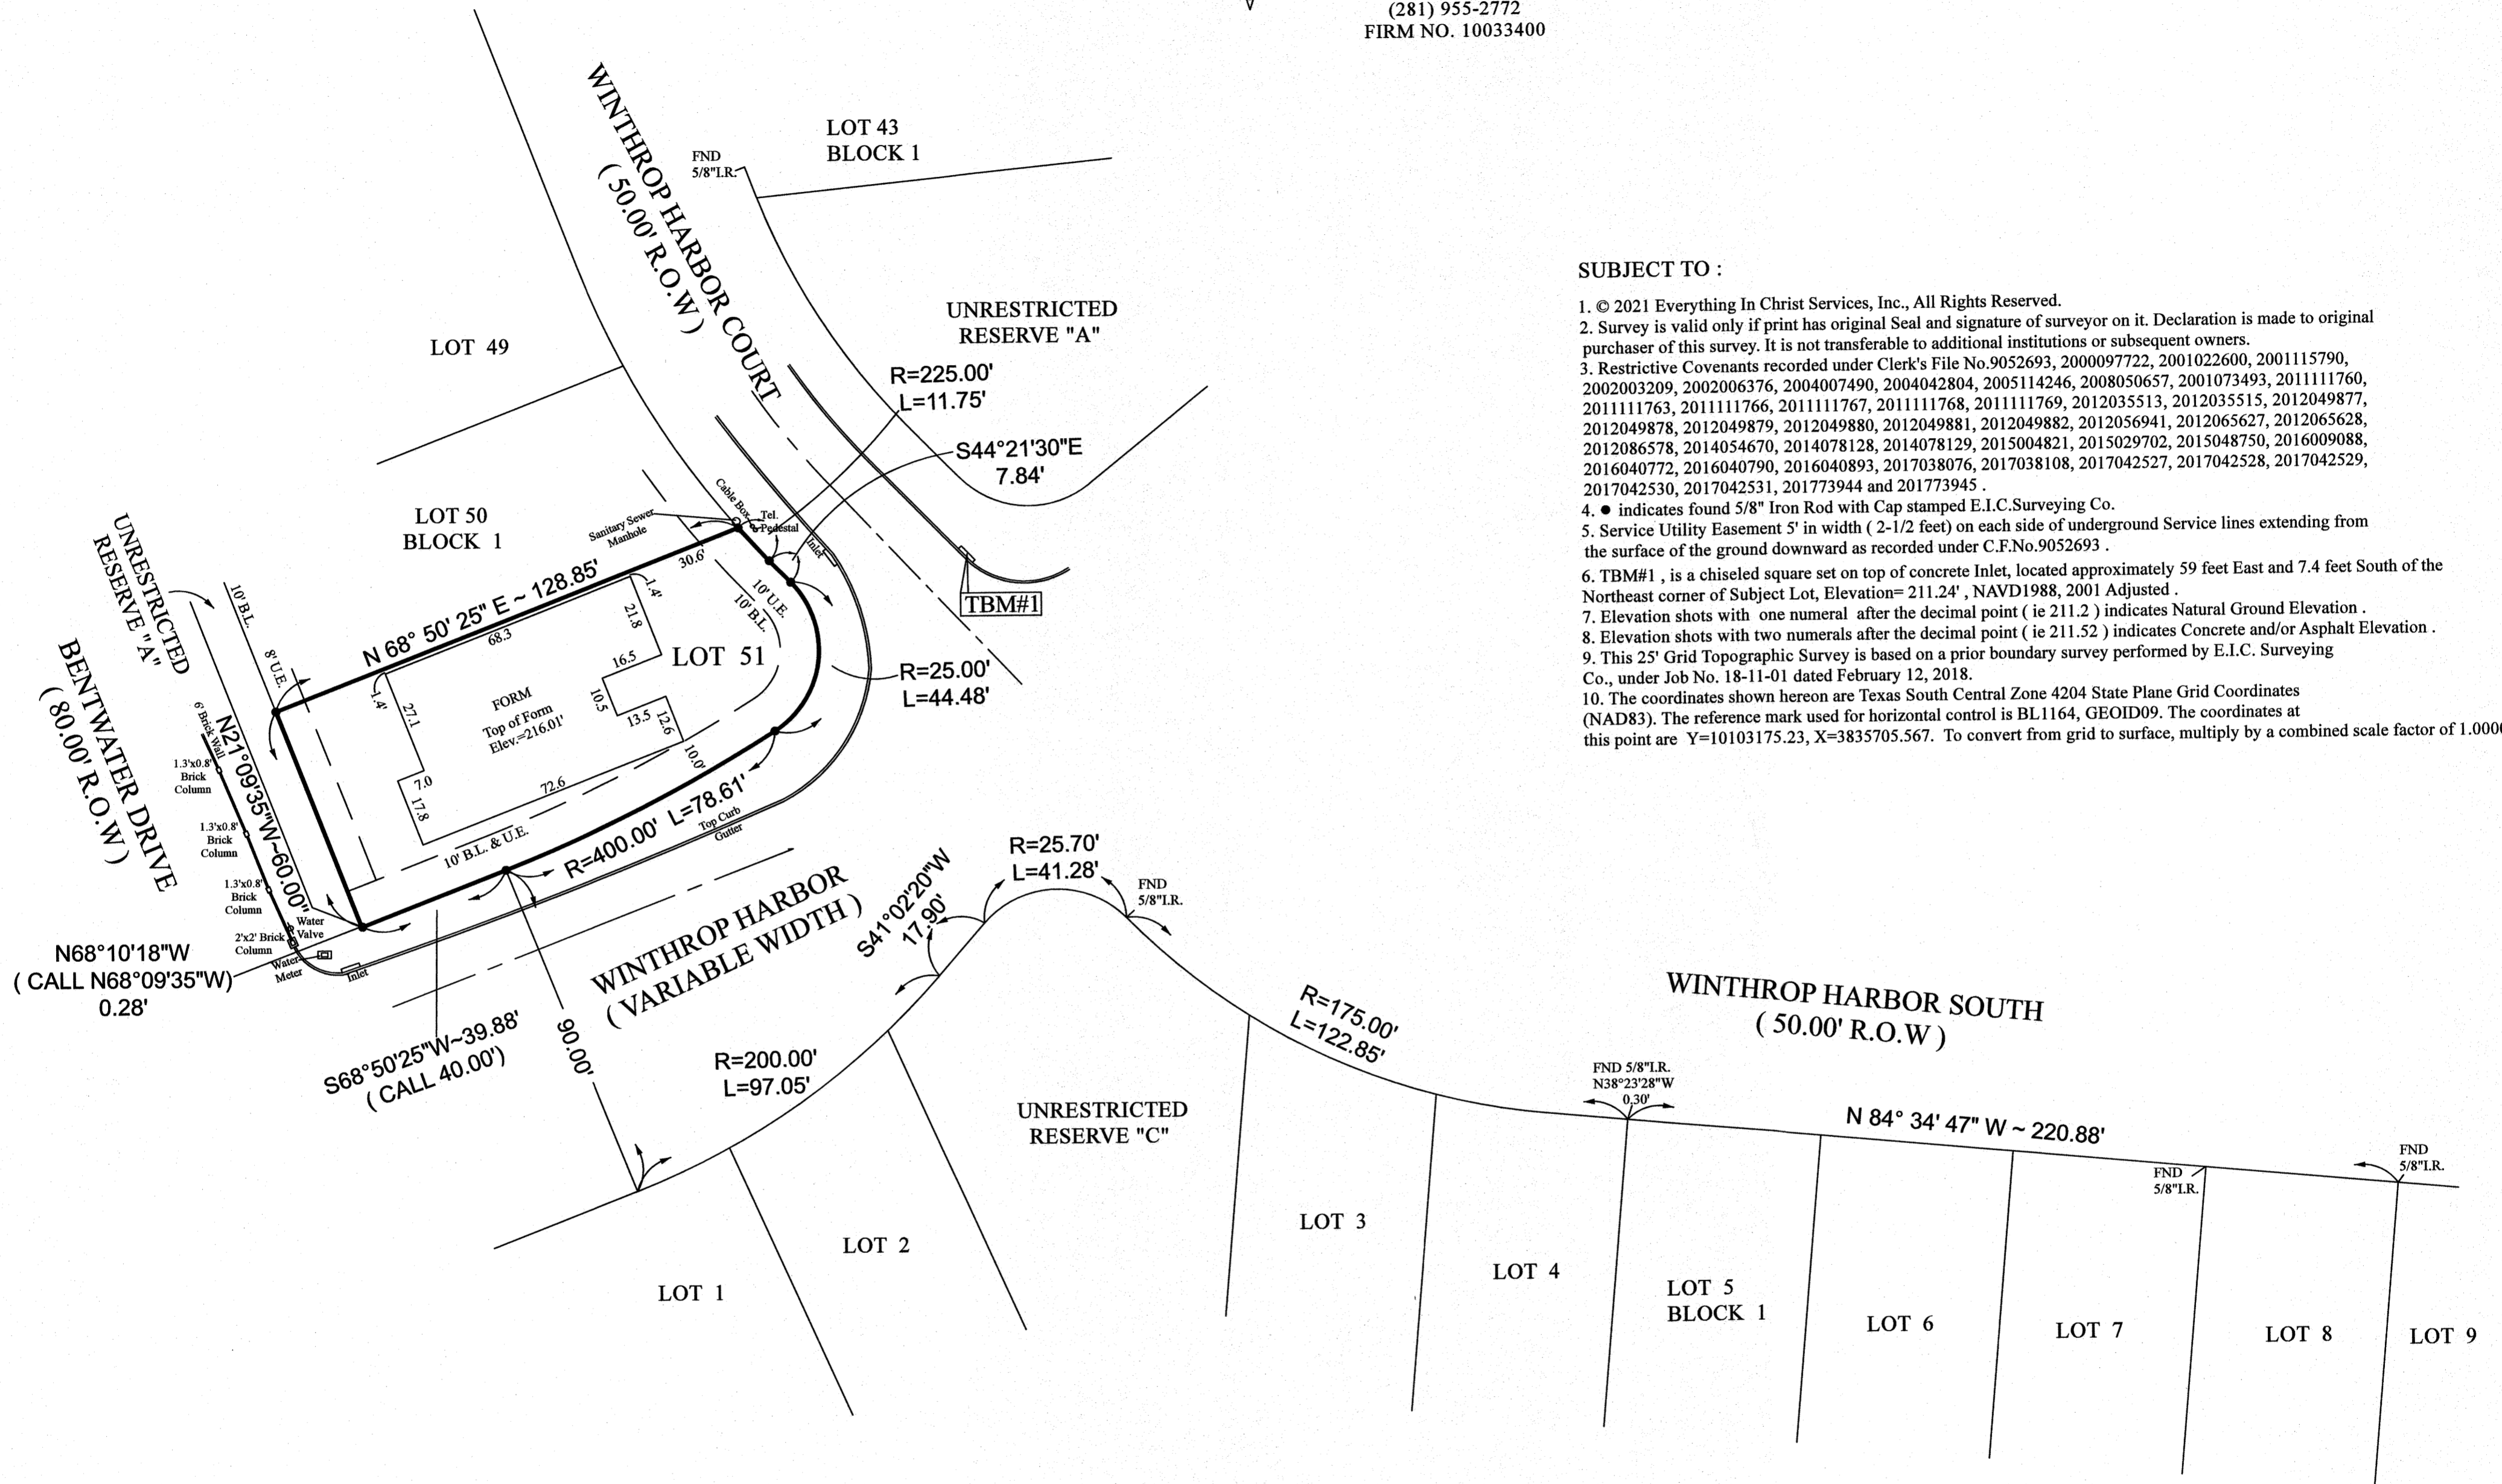 (281) 955-2772
FIRM NO. 10033400
WINTHROP HARBOR COURT
( 50.00' R.O.W )
FND
5/8"I.R.
LOT 43
BLOCK 1
UNRESTRICTED
RESERVE "A"
LOT 49
R=225.00'
L=11.75'
S44°21'30"E
7.84'
LOT 50
BLOCK 1
Sanitary Sewer
Manhole
Cable Box
Tel.
Pedestal
Inlet
TBM#1
UNRESTRICTED
RESERVE "A"
10' B.L.
8' U.E.
BENTWATER DRIVE
( 80.00' R.O.W )
N 68° 50' 25" E ~ 128.85'
30.6'
1.4'
68.3
21.8
10' U.E.
10' B.L.
LOT 51
16.5
10.5
13.5
12.6
10.0'
1.4'
27.1
FORM
Top of Form
Elev.=216.01'
7.0
17.8
72.6
R=25.00'
L=44.48'
6' Brick Wall
N21°09'35"W~60.00"
1.3'x0.8'
Brick
Column
1.3'x0.8'
Brick
Column
1.3'x0.8'
Brick
Column
2'x2' Brick
Column
Water
Valve
Water
Meter
Inlet
10' B.L. & U.E.
R=400.00' L=78.61'
Top Curb
Gutter
N68°10'18"W
( CALL N68°09'35"W)
0.28'
S68°50'25"W~39.88'
( CALL 40.00')
90.00'
WINTHROP HARBOR
( VARIABLE WIDTH )
S41°02'20"W
17.90'
R=25.70'
L=41.28'
FND
5/8"I.R.
R=200.00'
L=97.05'
R=175.00'
L=122.85'
WINTHROP HARBOR SOUTH
( 50.00' R.O.W )
FND 5/8"I.R.
N38°23'28"W
0.30'
N 84° 34' 47" W ~ 220.88'
FND
5/8"I.R.
FND
5/8"I.R.
UNRESTRICTED
RESERVE "C"
LOT 1
LOT 2
LOT 3
LOT 4
LOT 5
BLOCK 1
LOT 6
LOT 7
LOT 8
LOT 9
SUBJECT TO :
1. © 2021 Everything In Christ Services, Inc., All Rights Reserved.
2. Survey is valid only if print has original Seal and signature of surveyor on it. Declaration is made to original
purchaser of this survey. It is not transferable to additional institutions or subsequent owners.
3. Restrictive Covenants recorded under Clerk's File No.9052693, 2000097722, 2001022600, 2001115790,
2002003209, 2002006376, 2004007490, 2004042804, 2005114246, 2008050657, 2001073493, 2011111760,
2011111763, 2011111766, 2011111767, 2011111768, 2011111769, 2012035513, 2012035515, 2012049877,
2012049878, 2012049879, 2012049880, 2012049881, 2012049882, 2012056941, 2012065627, 2012065628,
2012086578, 2014054670, 2014078128, 2014078129, 2015004821, 2015029702, 2015048750, 2016009088,
2016040772, 2016040790, 2016040893, 2017038076, 2017038108, 2017042527, 2017042528, 2017042529,
2017042530, 2017042531, 201773944 and 201773945 .
4. ● indicates found 5/8" Iron Rod with Cap stamped E.I.C.Surveying Co.
5. Service Utility Easement 5' in width ( 2-1/2 feet) on each side of underground Service lines extending from
the surface of the ground downward as recorded under C.F.No.9052693 .
6. TBM#1 , is a chiseled square set on top of concrete Inlet, located approximately 59 feet East and 7.4 feet South of the
Northeast corner of Subject Lot, Elevation= 211.24' , NAVD1988, 2001 Adjusted .
7. Elevation shots with one numeral after the decimal point ( ie 211.2 ) indicates Natural Ground Elevation .
8. Elevation shots with two numerals after the decimal point ( ie 211.52 ) indicates Concrete and/or Asphalt Elevation .
9. This 25' Grid Topographic Survey is based on a prior boundary survey performed by E.I.C. Surveying
Co., under Job No. 18-11-01 dated February 12, 2018.
10. The coordinates shown hereon are Texas South Central Zone 4204 State Plane Grid Coordinates
(NAD83). The reference mark used for horizontal control is BL1164, GEOID09. The coordinates at
this point are Y=10103175.23, X=3835705.567. To convert from grid to surface, multiply by a combined scale factor of 1.0000